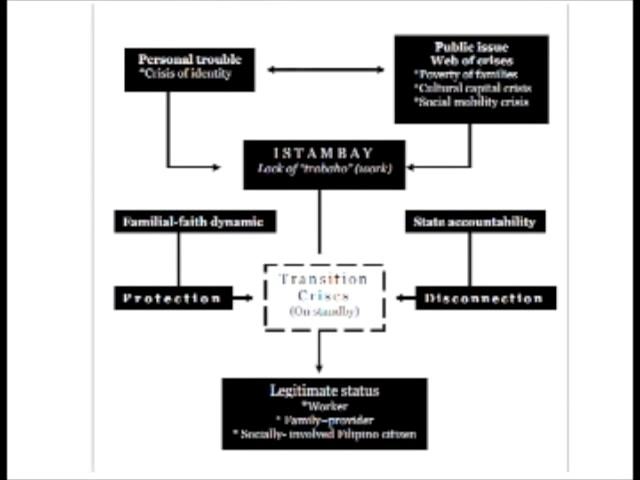 Personal trouble
*Crisis of identity
Public issue
Web of crises
*Poverty of families
*Cultural capital crisis
*Social mobility crisis
ISTAMBAY
Lack of "trabaho" (work)
Familial-faith dynamic
State accountability
Protection
Transition
Crises
(On standby)
Disconnection
Legitimate status
*Worker
* Family-provider
* Socially- involved Filipino citizen